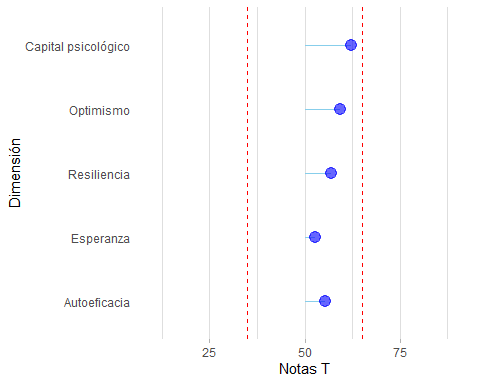 Capital psicológico
Optimismo
Resiliencia
Esperanza
Autoeficacia
Dimensión
25 50 75
Notas T